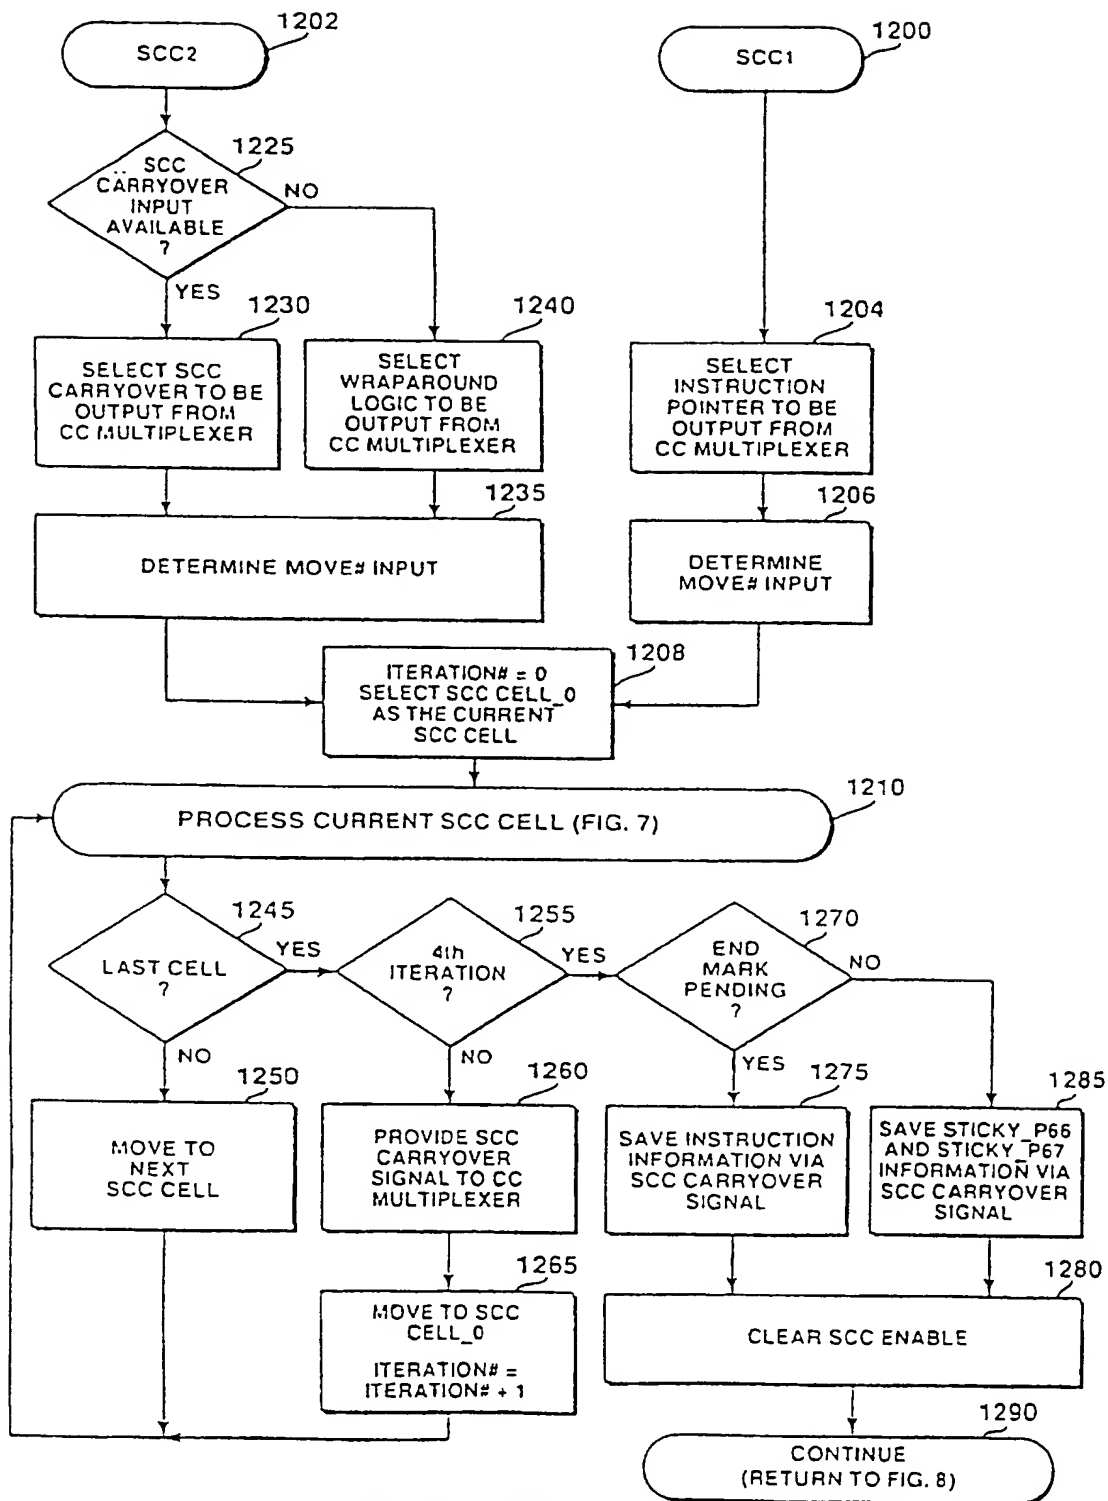 1202
SCC2
1200
SCC1
1225
SCC
CARRYOVER
INPUT
AVAILABLE
?
NO
YES
1230
SELECT SCC
CARRYOVER TO BE
OUTPUT FROM
CC MULTIPLEXER
1240
SELECT
WRAPAROUND
LOGIC TO BE
OUTPUT FROM
CC MULTIPLEXER
1204
SELECT
INSTRUCTION
POINTER TO BE
OUTPUT FROM
CC MULTIPLEXER
1235
DETERMINE MOVE# INPUT
1206
DETERMINE
MOVE# INPUT
1208
ITERATION# = 0
SELECT SCC CELL_0
AS THE CURRENT
SCC CELL
1210
PROCESS CURRENT SCC CELL (FIG. 7)
1245
LAST CELL
?
YES
NO
1255
4th
ITERATION
?
YES
NO
1270
END
MARK
PENDING
?
NO
YES
1250
MOVE TO
NEXT
SCC CELL
1260
PROVIDE SCC
CARRYOVER
SIGNAL TO CC
MULTIPLEXER
1275
SAVE INSTRUCTION
INFORMATION VIA
SCC CARRYOVER
SIGNAL
1285
SAVE STICKY_P66
AND STICKY_P67
INFORMATION VIA
SCC CARRYOVER
SIGNAL
1265
MOVE TO SCC
CELL_0
ITERATION# =
ITERATION# + 1
1280
CLEAR SCC ENABLE
1290
CONTINUE
(RETURN TO FIG. 8)